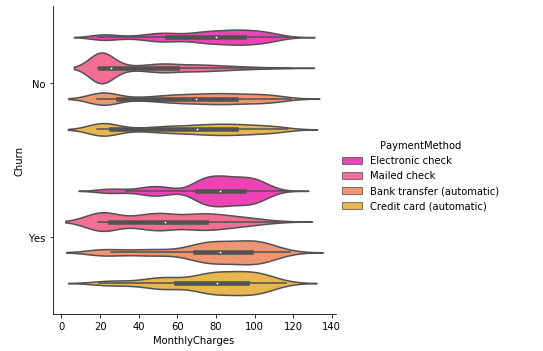 No
Yes
Churn
0 20 40 60 80 100 120 140
MonthlyCharges
PaymentMethod
Electronic check
Mailed check
Bank transfer (automatic)
Credit card (automatic)